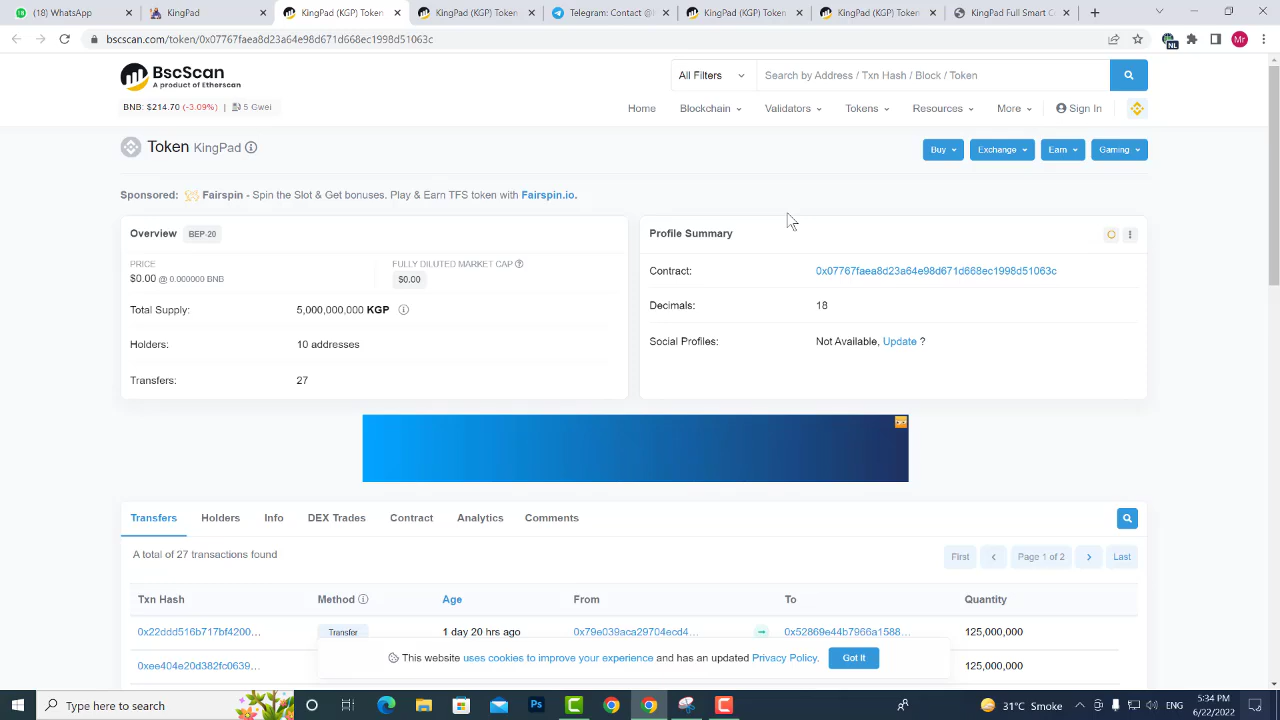 (18) WhatsApp
KingPad (KGP) Token
KingPad (KGP) Token
Telegram: Contact @
KingPad (KGP) Token
KingPad (KGP) Token
KingPad Full Smart C
bscscan.com/token/0x07767faea8d23a64e98d671d668ec1998d51063c
NL
Mr
BscScan
A product of Etherscan
All Filters
Search by Address / Txn Hash / Block / Token
BNB: $214.70 (-3.09%) | 5 Gwei
Home Blockchain Validators Tokens Resources More Sign In
Token KingPad
Buy Exchange Earn Gaming
Sponsored: Fairspin - Spin the Slot & Get bonuses. Play & Earn TFS token with Fairspin.io.
Overview BEP-20
PRICE
$0.00 @ 0.000000 BNB
FULLY DILUTED MARKET CAP
$0.00
Total Supply: 5,000,000,000 KGP
Holders: 10 addresses
Transfers: 27
Profile Summary
Contract: 0x07767faea8d23a64e98d671d668ec1998d51063c
Decimals: 18
Social Profiles: Not Available, Update ?
Transfers Holders Info DEX Trades Contract Analytics Comments
A total of 27 transactions found
First Page 1 of 2 Last
Txn Hash Method Age From To Quantity
0x22ddd516b717bf4200... Transfer 1 day 20 hrs ago 0x79e039aca29704ecd4... 0x52869e44b7966a1588... 125,000,000
0xee404e20d382fc0639... 125,000,000
This website uses cookies to improve your experience and has an updated Privacy Policy. Got It
Type here to search
Ps
31°C Smoke
ENG
5:34 PM
6/22/2022